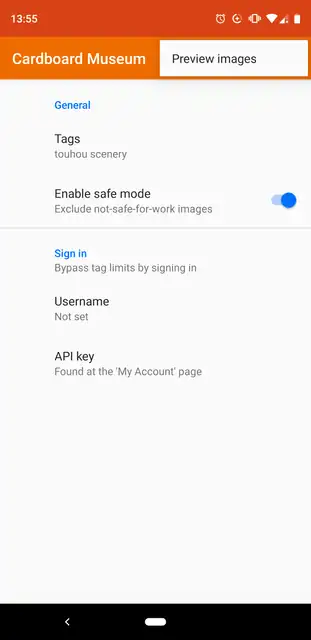 13:55
Cardboard Museum
Preview images
General
Tags
touhou scenery
Enable safe mode
Exclude not-safe-for-work images
Sign in
Bypass tag limits by signing in
Username
Not set
API key
Found at the 'My Account' page